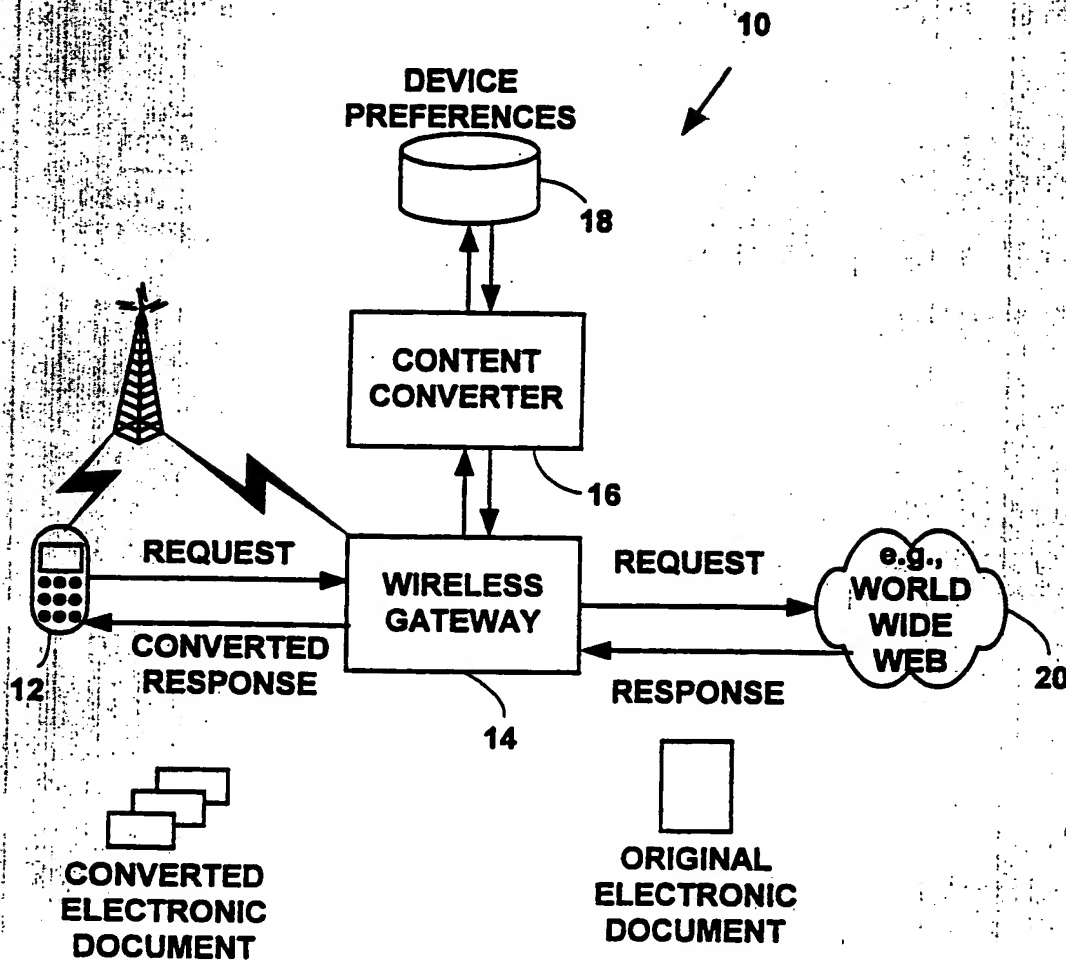 10
DEVICE
PREFERENCES
18
CONTENT
CONVERTER
16
REQUEST
WIRELESS
GATEWAY
REQUEST
e.g.,
WORLD
WIDE
WEB
CONVERTED
RESPONSE
RESPONSE
12
14
20
CONVERTED
ELECTRONIC
DOCUMENT
ORIGINAL
ELECTRONIC
DOCUMENT